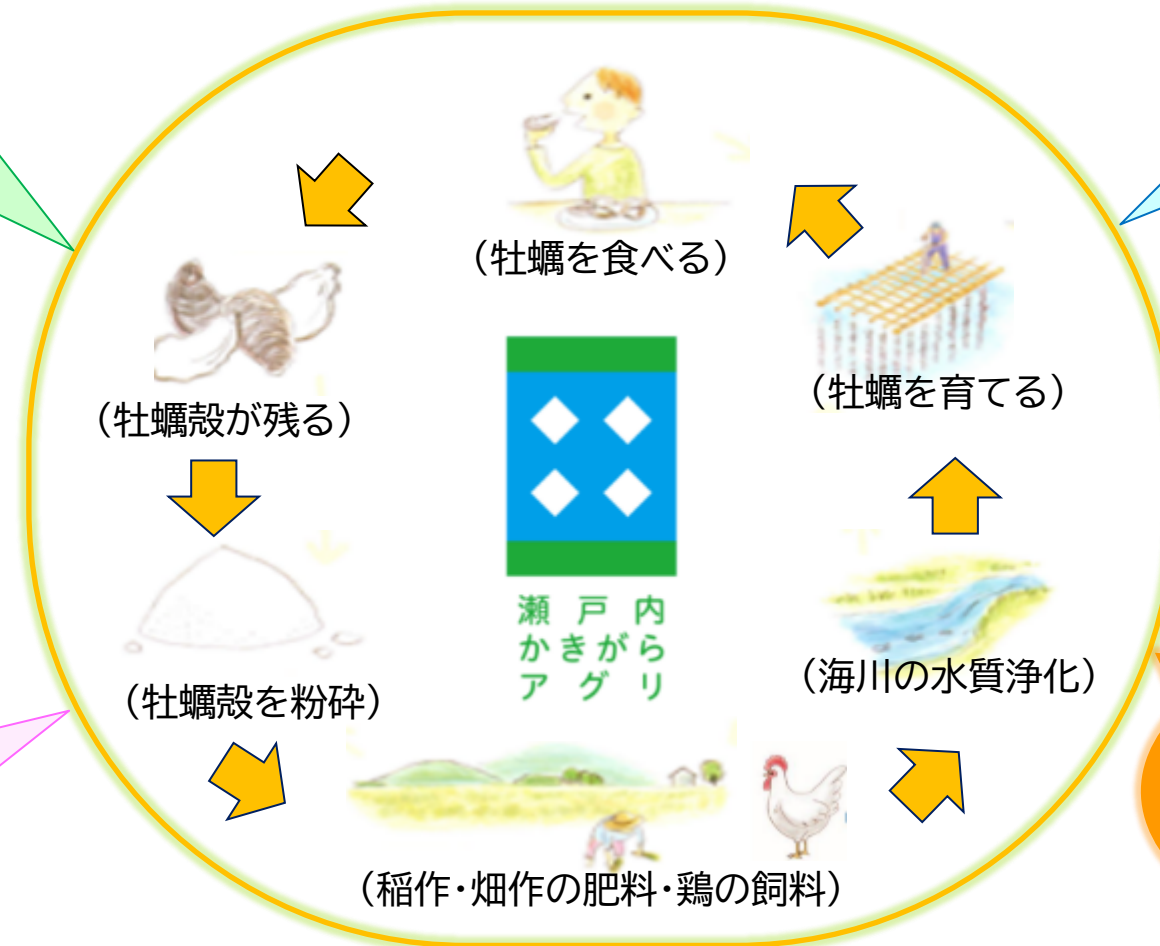 (牡蠣を食べる)
(牡蠣を育てる)
(牡蠣殻が残る)
瀬戸内
かきがら
アグリ
(海川の水質浄化)
(牡蠣殻を粉砕)
(稲作・畑作の肥料・鶏の飼料)